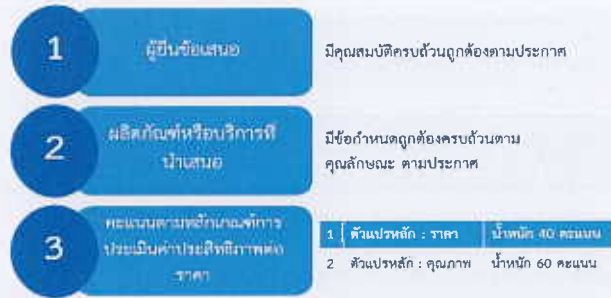 1 ผู้ยื่นข้อเสนอ มีคุณสมบัติครบถ้วนถูกต้องตามประกาศ
2 ผลิตภัณฑ์หรือบริการที่
นำเสนอ
มีข้อกำหนดถูกต้องครบถ้วนตาม
คุณลักษณะ ตามประกาศ
3 คะแนนตามหลักเกณฑ์การ
ประเมินค่าประสิทธิภาพต่อ
ราคา
1 ตัวแปรหลัก : ราคา น้ำหนัก 40 คะแนน
2 ตัวแปรหลัก : คุณภาพ น้ำหนัก 60 คะแนน